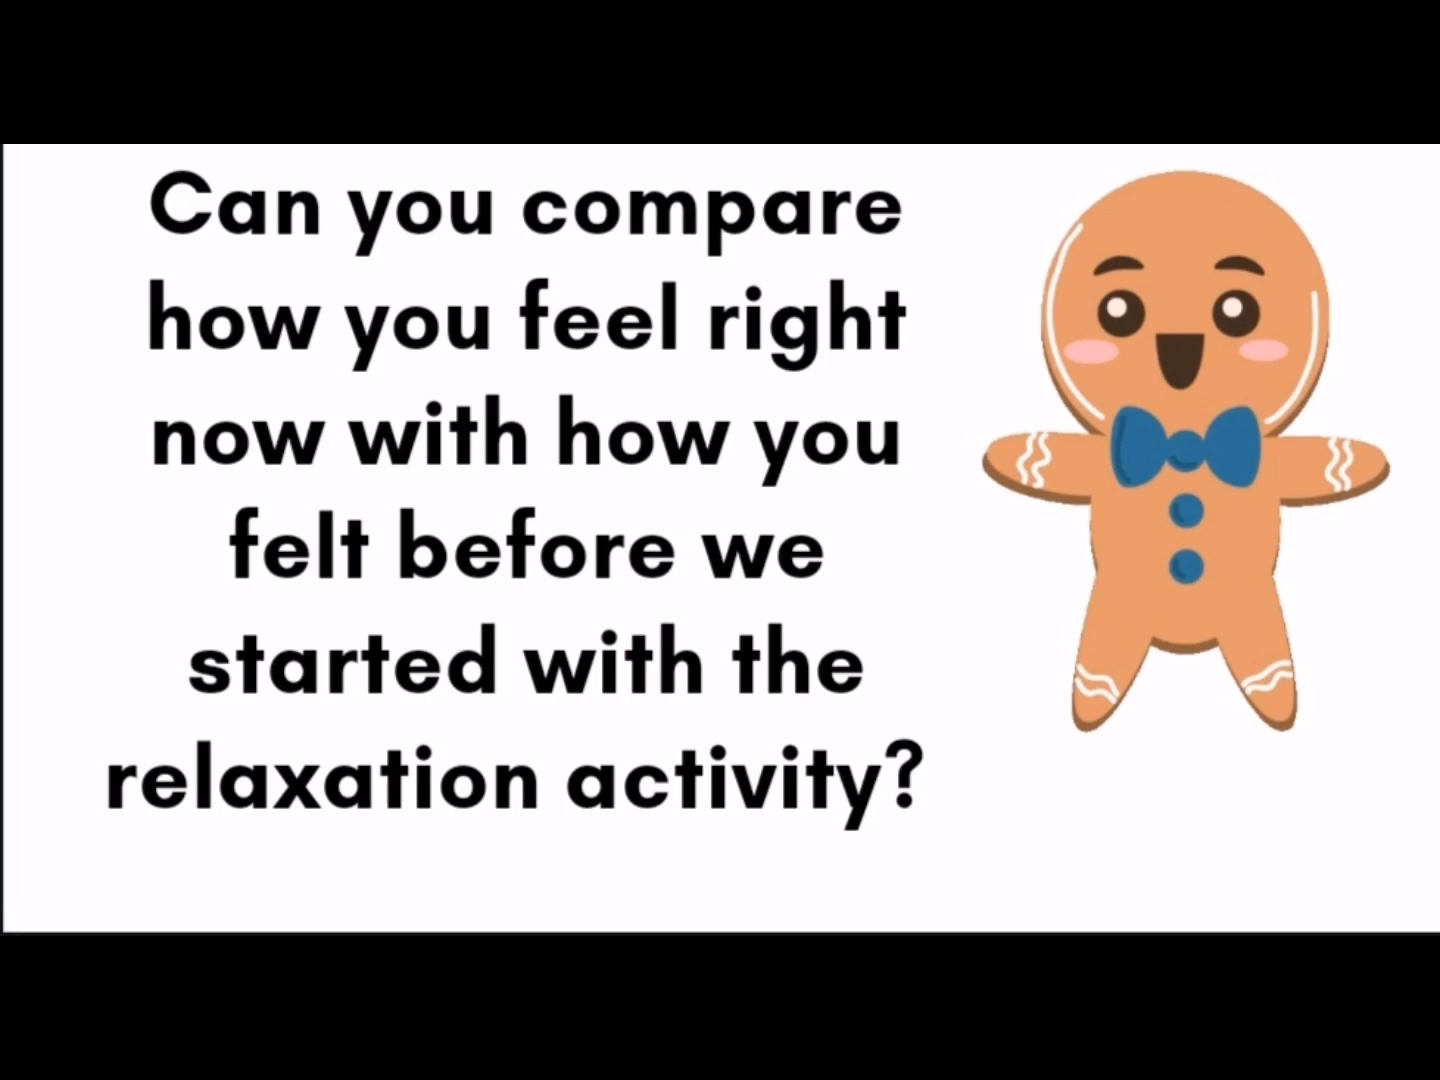 Can you compare
how you feel right
now with how you
felt before we
started with the
relaxation activity?